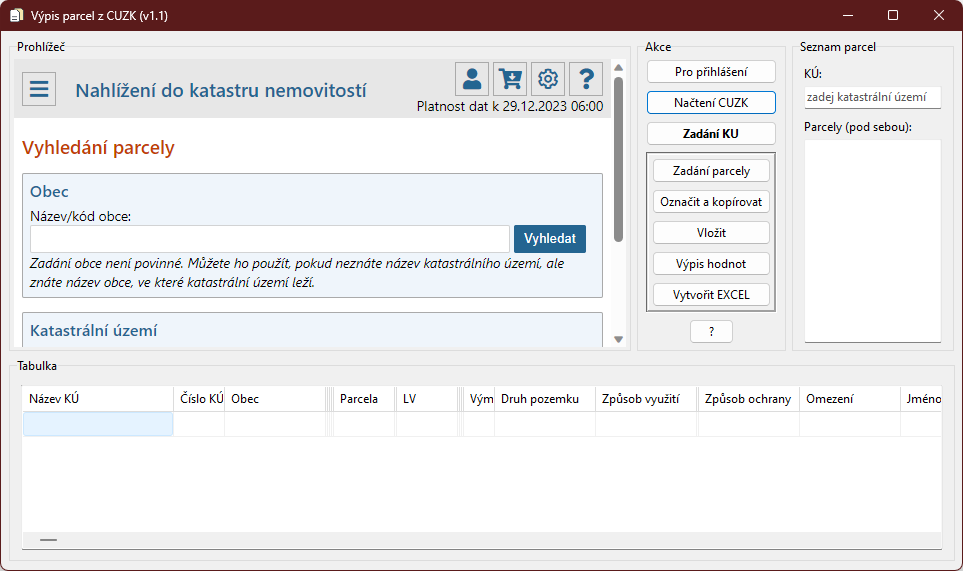 Výpis parcel z CUZK (v1.1)
Prohlížeč
Nahlížení do katastru nemovitostí
?
Platnost dat k 29.12.2023 06:00
Vyhledání parcely
Obec
Název/kód obce:
Vyhledat
Zadání obce není povinné. Můžete ho použít, pokud neznáte název katastrálního území, ale
znáte název obce, ve které katastrální území leží.
Katastrální území
Akce
Pro přihlášení
Načtení CUZK
Zadání KU
Zadání parcely
Označit a kopírovat
Vložit
Výpis hodnot
Vytvořit EXCEL
?
Seznam parcel
KÚ:
zadej katastrální území
Parcely (pod sebou):
Tabulka
Název KÚ Číslo KÚ Obec Parcela LV Vým Druh pozemku Způsob využití Způsob ochrany Omezení Jméno